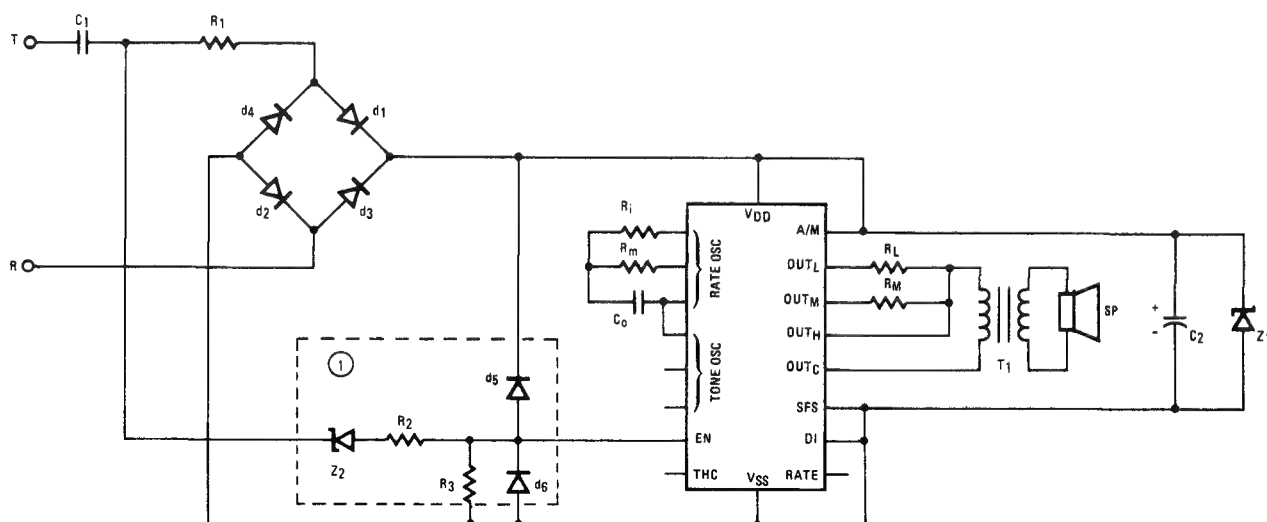 C1
R1
T
d4
d1
d2
d3
R
VDD
Ri
Rm
Co
RATE OSC
TONE OSC
A/M
OUTL
OUTM
OUTH
OUTC
SFS
DI
RATE
EN
THC
VSS
RL
RM
T1
SP
+
-
C2
Z
1
d5
R2
Z2
R3
d6